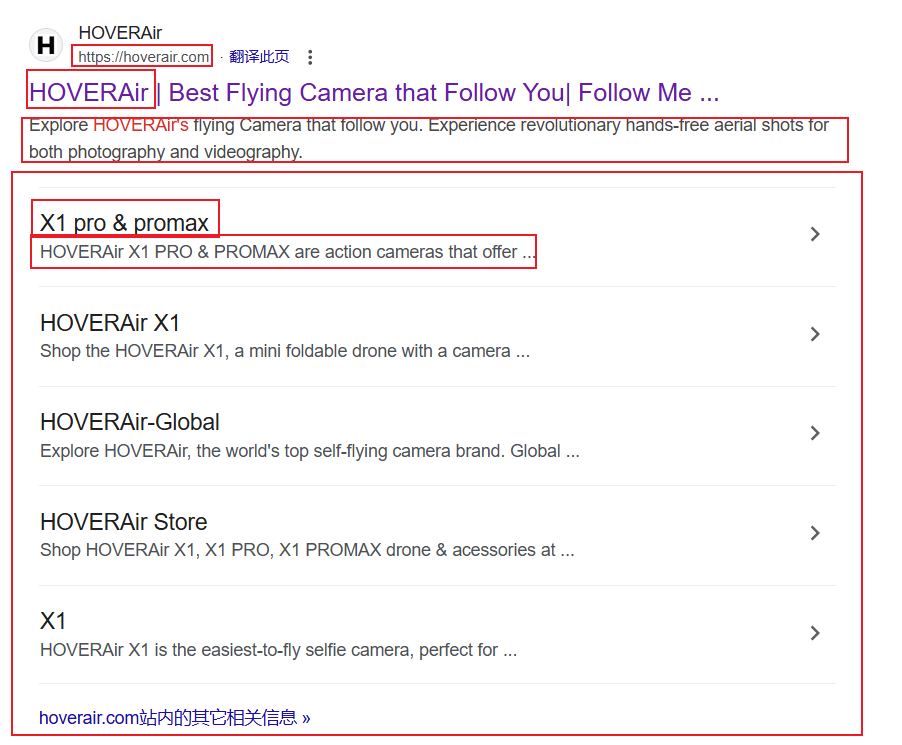 H
HOVERAir
https://hoverair.com · 翻译此页
HOVERAir | Best Flying Camera that Follow You| Follow Me ...
Explore HOVERAir's flying Camera that follow you. Experience revolutionary hands-free aerial shots for
both photography and videography.
X1 pro & promax
HOVERAir X1 PRO & PROMAX are action cameras that offer ...
HOVERAir X1
Shop the HOVERAir X1, a mini foldable drone with a camera ...
HOVERAir-Global
Explore HOVERAir, the world's top self-flying camera brand. Global ...
HOVERAir Store
Shop HOVERAir X1, X1 PRO, X1 PROMAX drone & acessories at ...
X1
HOVERAir X1 is the easiest-to-fly selfie camera, perfect for ...
hoverair.com站内的其它相关信息 »